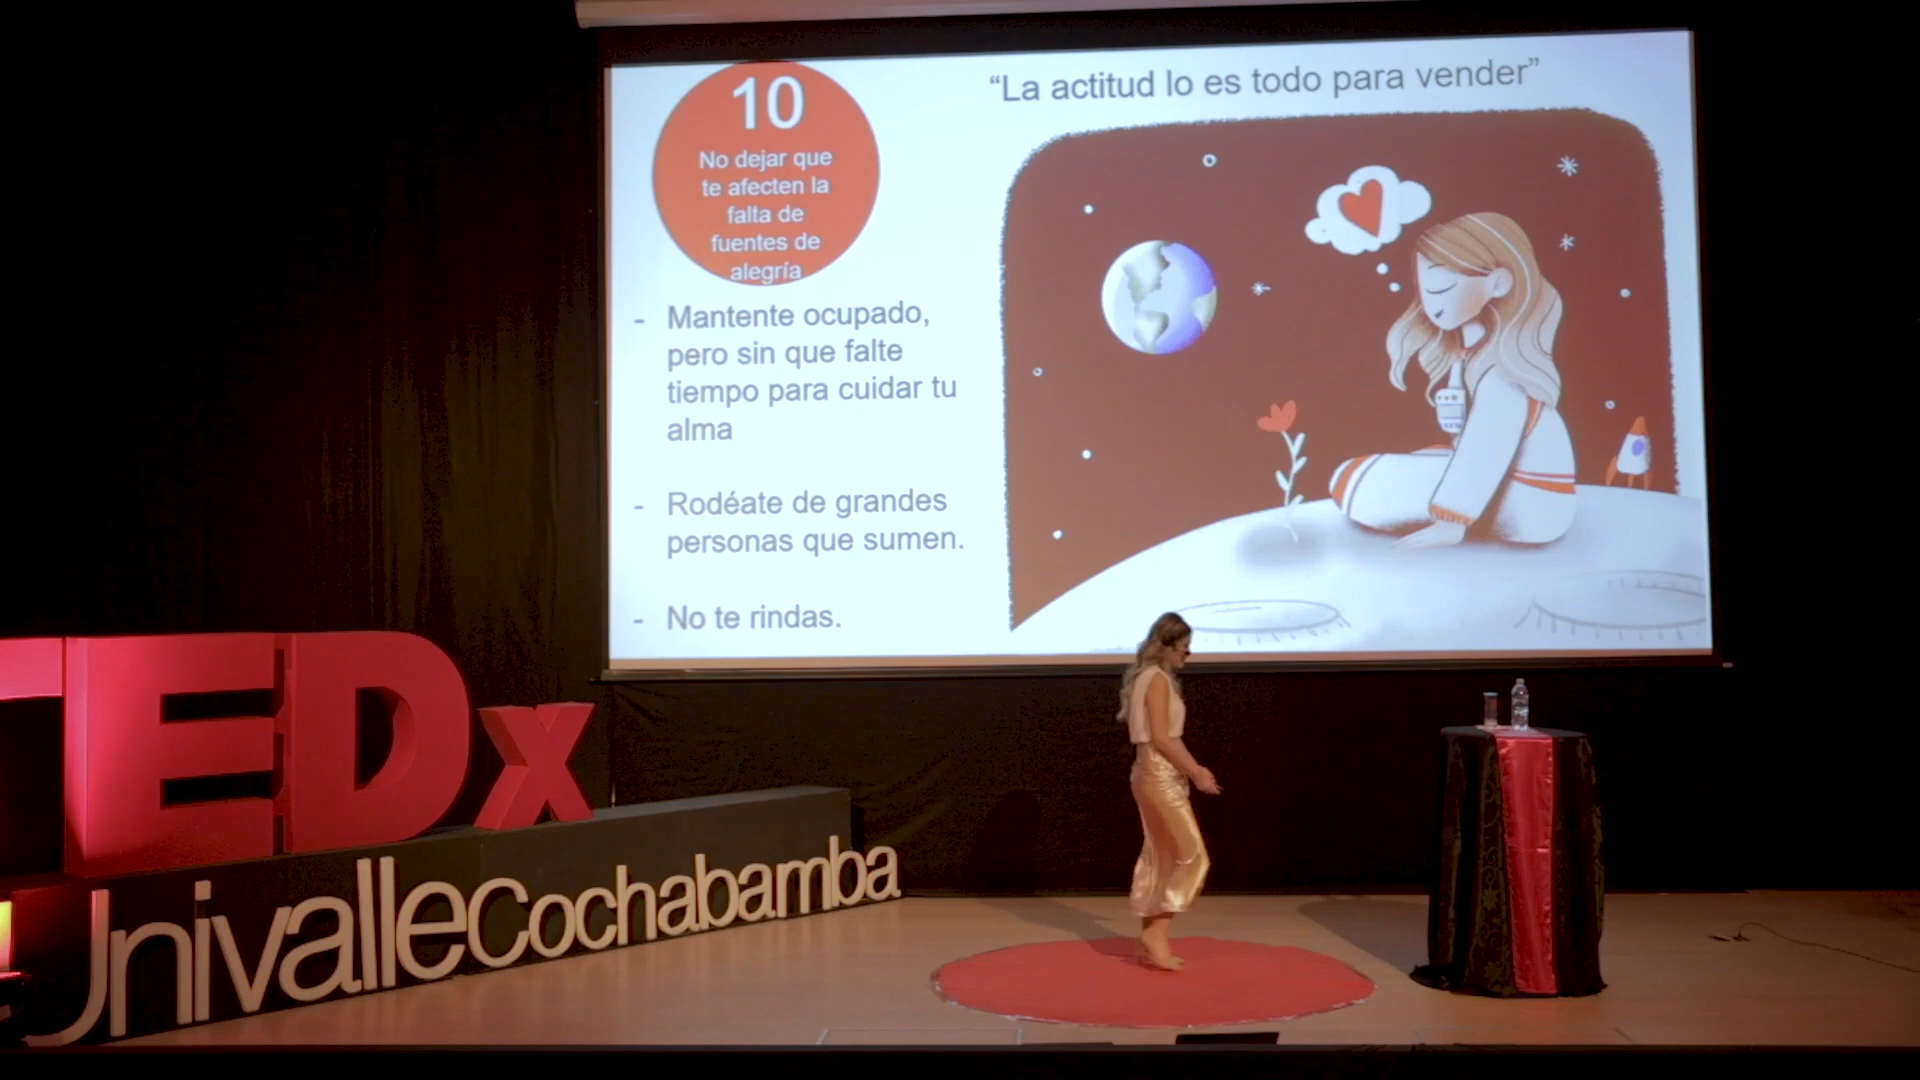 10
No dejar que
te afecten la
falta de
fuentes de
alegría
“La actitud lo es todo para vender”
- Mantente ocupado,
pero sin que falte
tiempo para cuidar tu
alma
- Rodéate de grandes
personas que sumen.
- No te rindas.
TEDx
UnivalleCochabamba